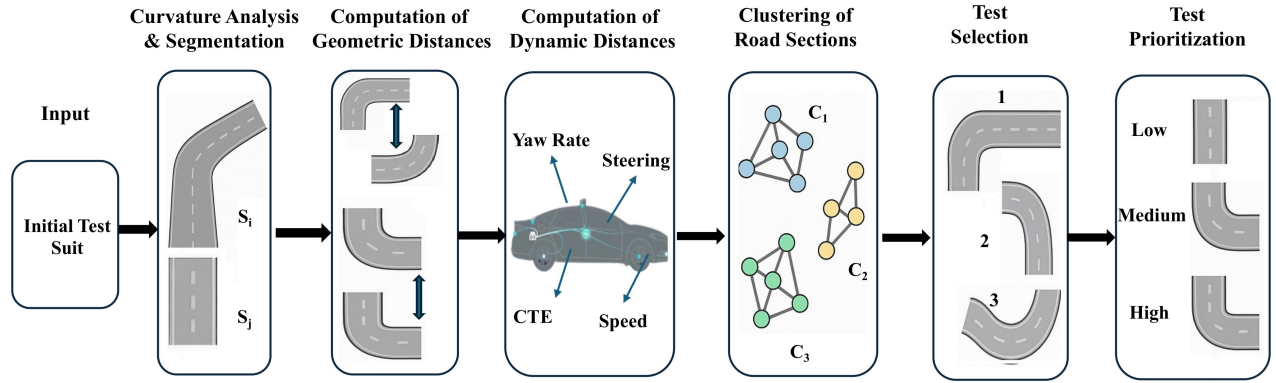 Input
Initial Test
Suit
Curvature Analysis
& Segmentation
Si
Sj
Computation of
Geometric Distances
Computation of
Dynamic Distances
Yaw Rate
Steering
CTE
Speed
Clustering of
Road Sections
C1
C2
C3
Test
Selection
1
2
3
Test
Prioritization
Low
Medium
High